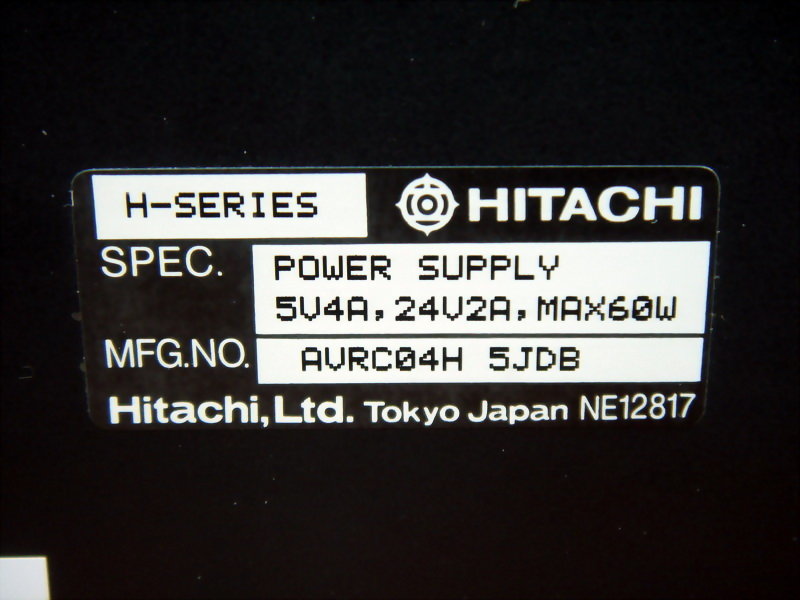 H-SERIES HITACHI
SPEC. POWER SUPPLY
5V4A,24V2A,MAX60W
MFG.NO. AVRC04H 5JDB
Hitachi,Ltd. Tokyo Japan NE12817